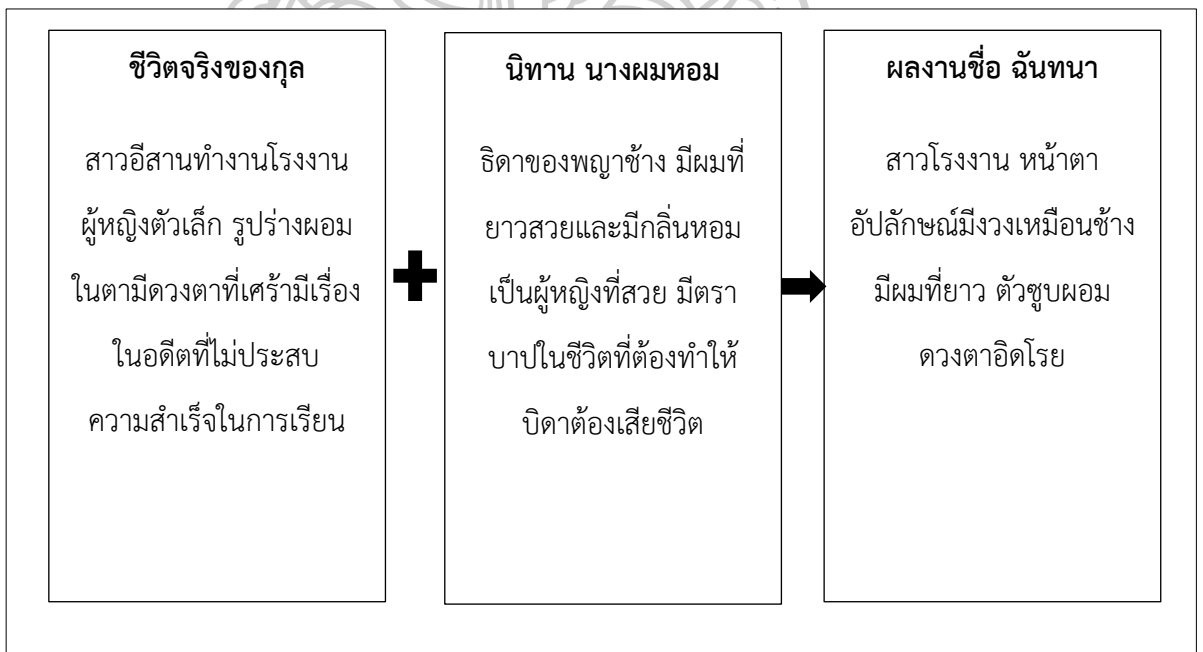 ชีวิตจริงของกุล
สาวอีสานทำงานโรงงาน
ผู้หญิงตัวเล็ก รูปร่างผอม
ในตามีดวงตาที่เศร้ามีเรื่อง
ในอดีตที่ไม่ประสบ
ความสำเร็จในการเรียน
นิทาน นางผมหอม
ธิดาของพญาช้าง มีผมที่
ยาวสวยและมีกลิ่นหอม
เป็นผู้หญิงที่สวย มีตรา
บาปในชีวิตที่ต้องทำให้
บิดาต้องเสียชีวิต
ผลงานชื่อ ฉันทนา
สาวโรงงาน หน้าตา
อัปลักษณ์มีงวงเหมือนช้าง
มีผมที่ยาว ตัวซูบผอม
ดวงตาอิดโรย